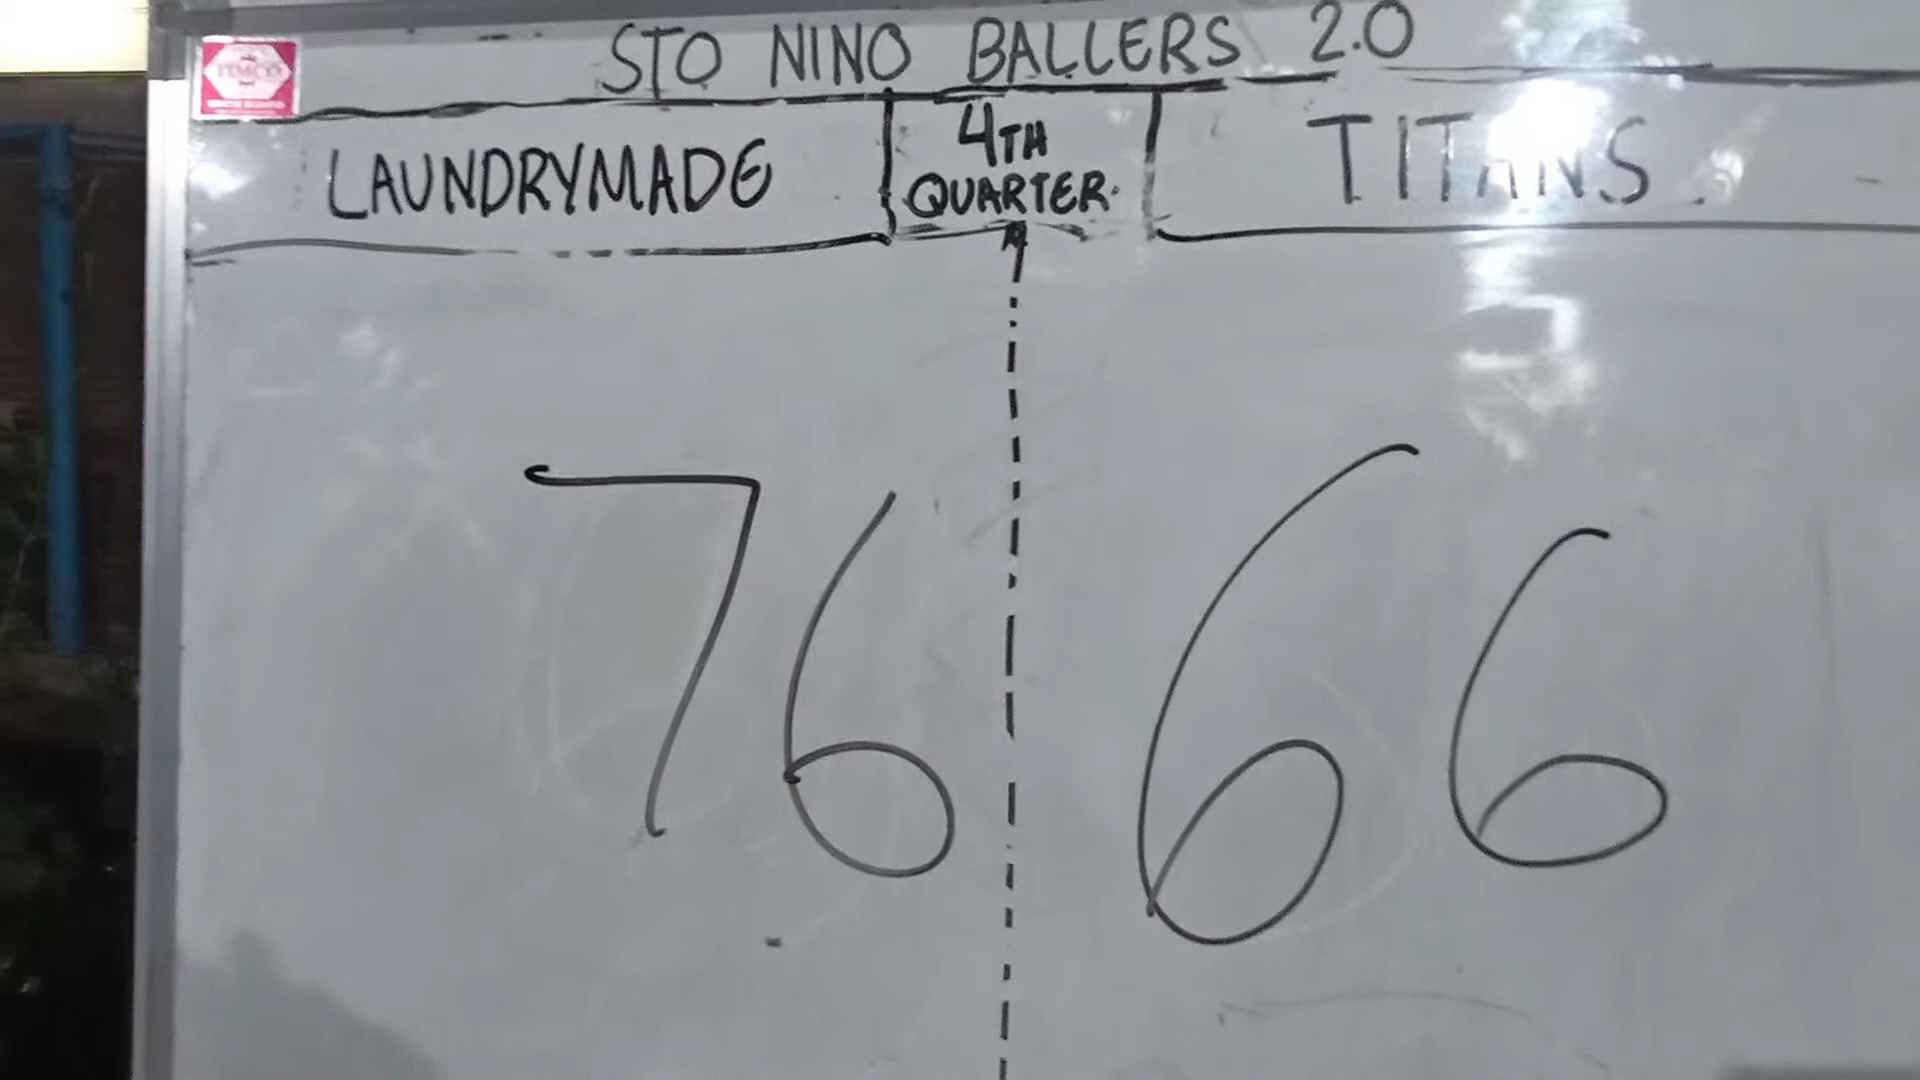 STO NINO BALLERS 2.0
LAUNDRYMADE
4TH
QUARTER.
TITANS
76
66